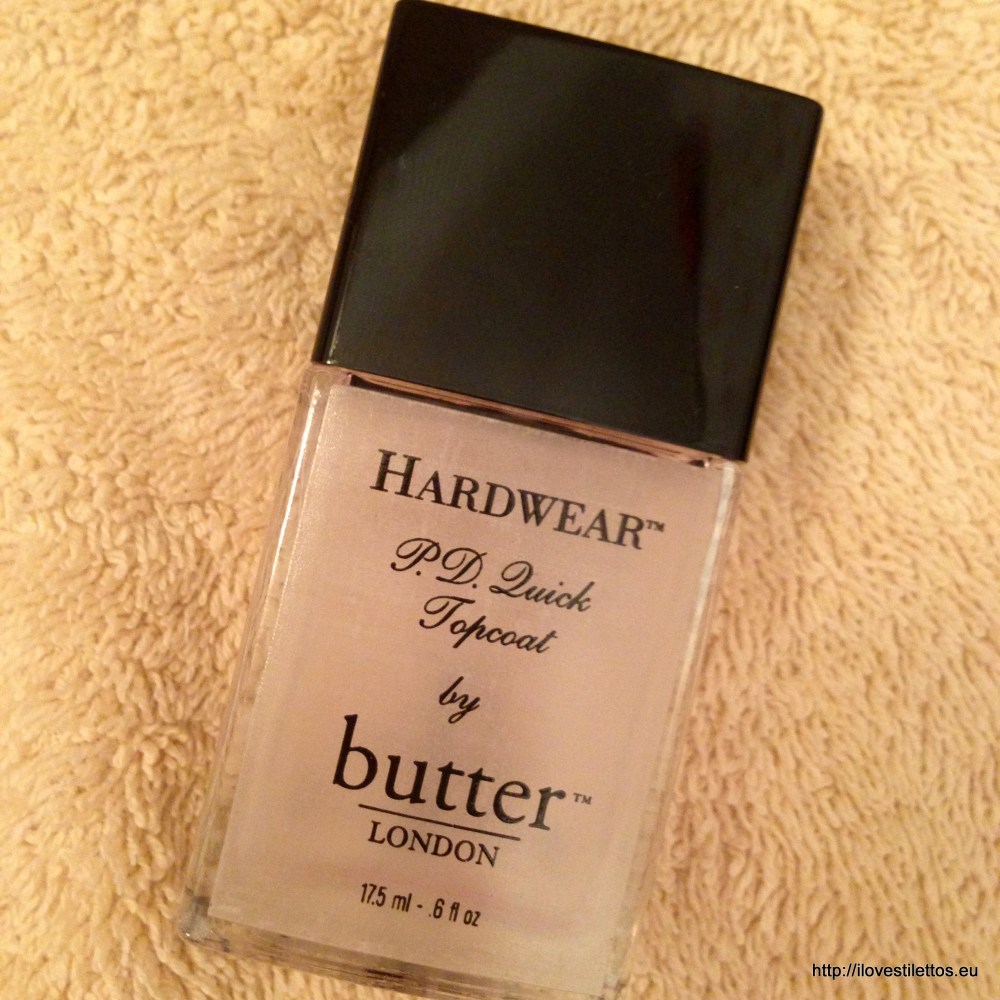 HARDWEAR™
P.D. Quick
Topcoat
by
butter™
LONDON
17.5 ml - .6 fl oz
http://ilovestilettos.eu